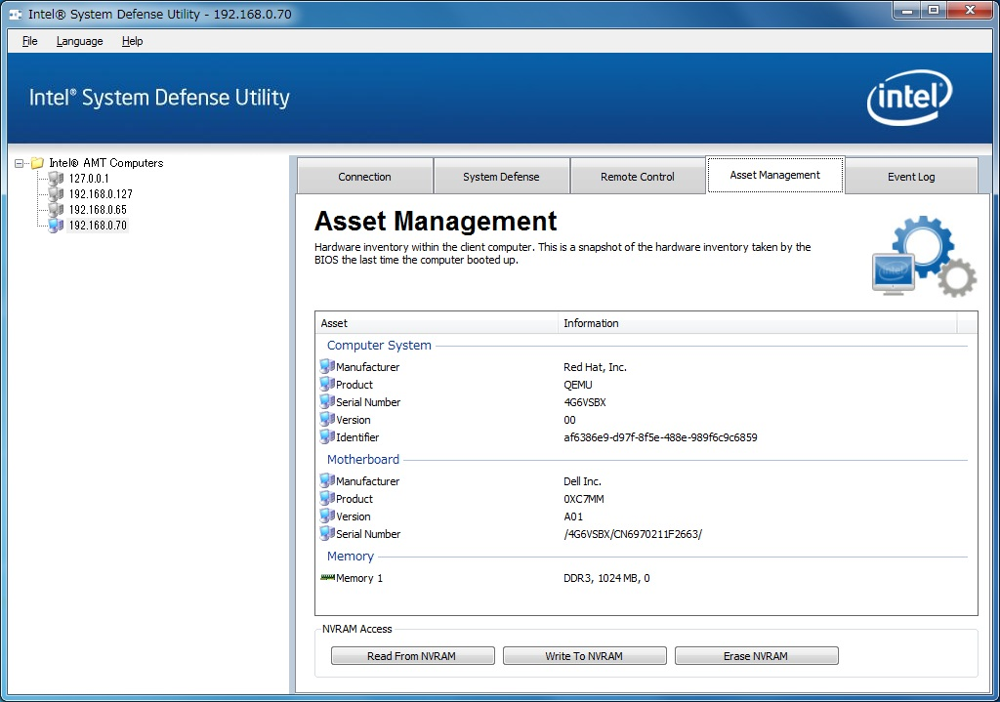 Intel® System Defense Utility - 192.168.0.70
File Language Help
Intel® System Defense Utility
intel®
Intel® AMT Computers
127.0.0.1
192.168.0.127
192.168.0.65
192.168.0.70
Connection System Defense Remote Control Asset Management Event Log
Asset Management
Hardware inventory within the client computer. This is a snapshot of the hardware inventory taken by the
BIOS the last time the computer booted up.
intel
Asset Information
Computer System
Manufacturer Red Hat, Inc.
Product QEMU
Serial Number 4G6VSBX
Version 00
Identifier af6386e9-d97f-8f5e-488e-989f6c9c6859
Motherboard
Manufacturer Dell Inc.
Product 0XC7MM
Version A01
Serial Number /4G6VSBX/CN6970211F2663/
Memory
Memory 1 DDR3, 1024 MB, 0
NVRAM Access
Read From NVRAM Write To NVRAM Erase NVRAM